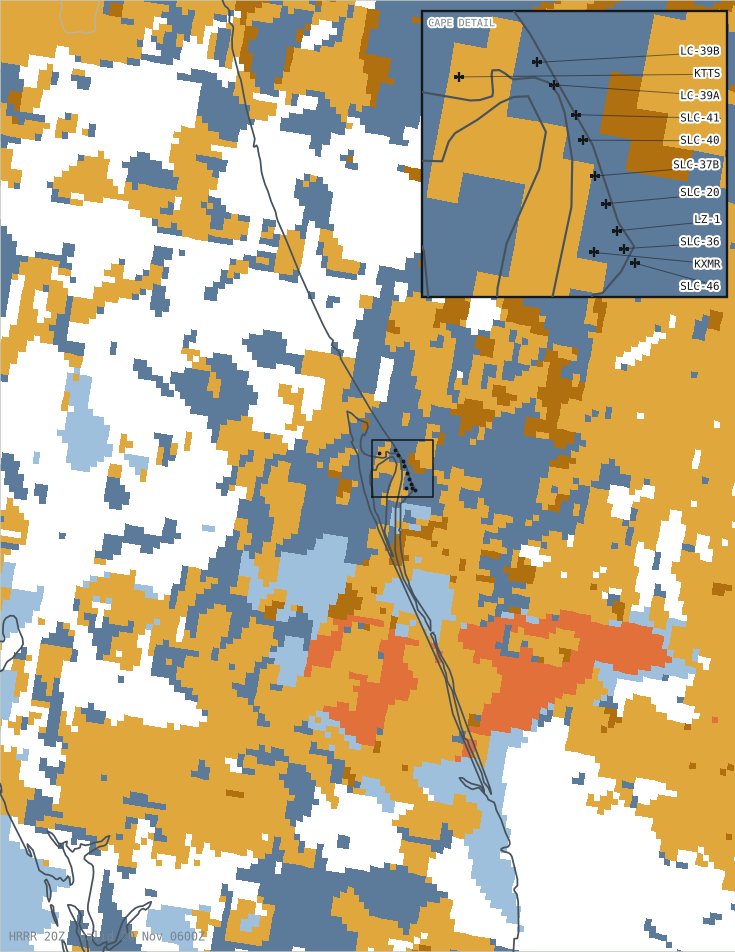 CAPE DETAIL
LC-39B
KTTS
LC-39A
SLC-41
SLC-40
SLC-37B
SLC-20
LZ-1
SLC-36
KXMR
SLC-46
HRRR 20Z Nov 0600Z